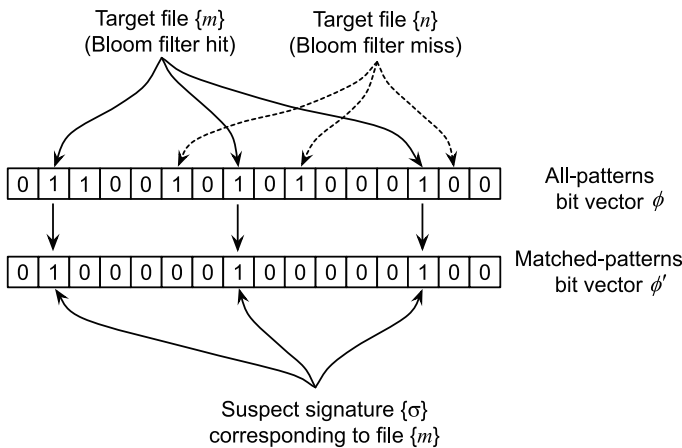 Target file {m}
(Bloom filter hit)
Target file {n}
(Bloom filter miss)
0 1 1 0 0 1 0 1 0 1 0 0 0 1 0 0
All-patterns
bit vector ϕ
0 1 0 0 0 0 0 1 0 0 0 0 0 1 0 0
Matched-patterns
bit vector ϕ′
Suspect signature {σ}
corresponding to file {m}